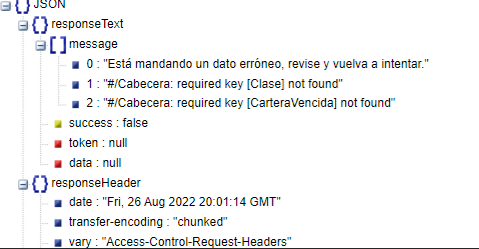 {} JSON
{} responseText
[] message
0 : "Está mandando un dato erróneo, revise y vuelva a intentar."
1 : "#/Cabecera: required key [Clase] not found"
2 : "#/Cabecera: required key [CarteraVencida] not found"
success : false
token : null
data : null
{} responseHeader
date : "Fri, 26 Aug 2022 20:01:14 GMT"
transfer-encoding : "chunked"
vary : "Access-Control-Request-Headers"